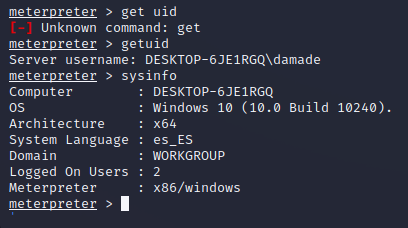 meterpreter > get uid
[-] Unknown command: get
meterpreter > getuid
Server username: DESKTOP-6JE1RGQ\damade
meterpreter > sysinfo
Computer        : DESKTOP-6JE1RGQ
OS              : Windows 10 (10.0 Build 10240).
Architecture    : x64
System Language : es_ES
Domain          : WORKGROUP
Logged On Users : 2
Meterpreter     : x86/windows
meterpreter >